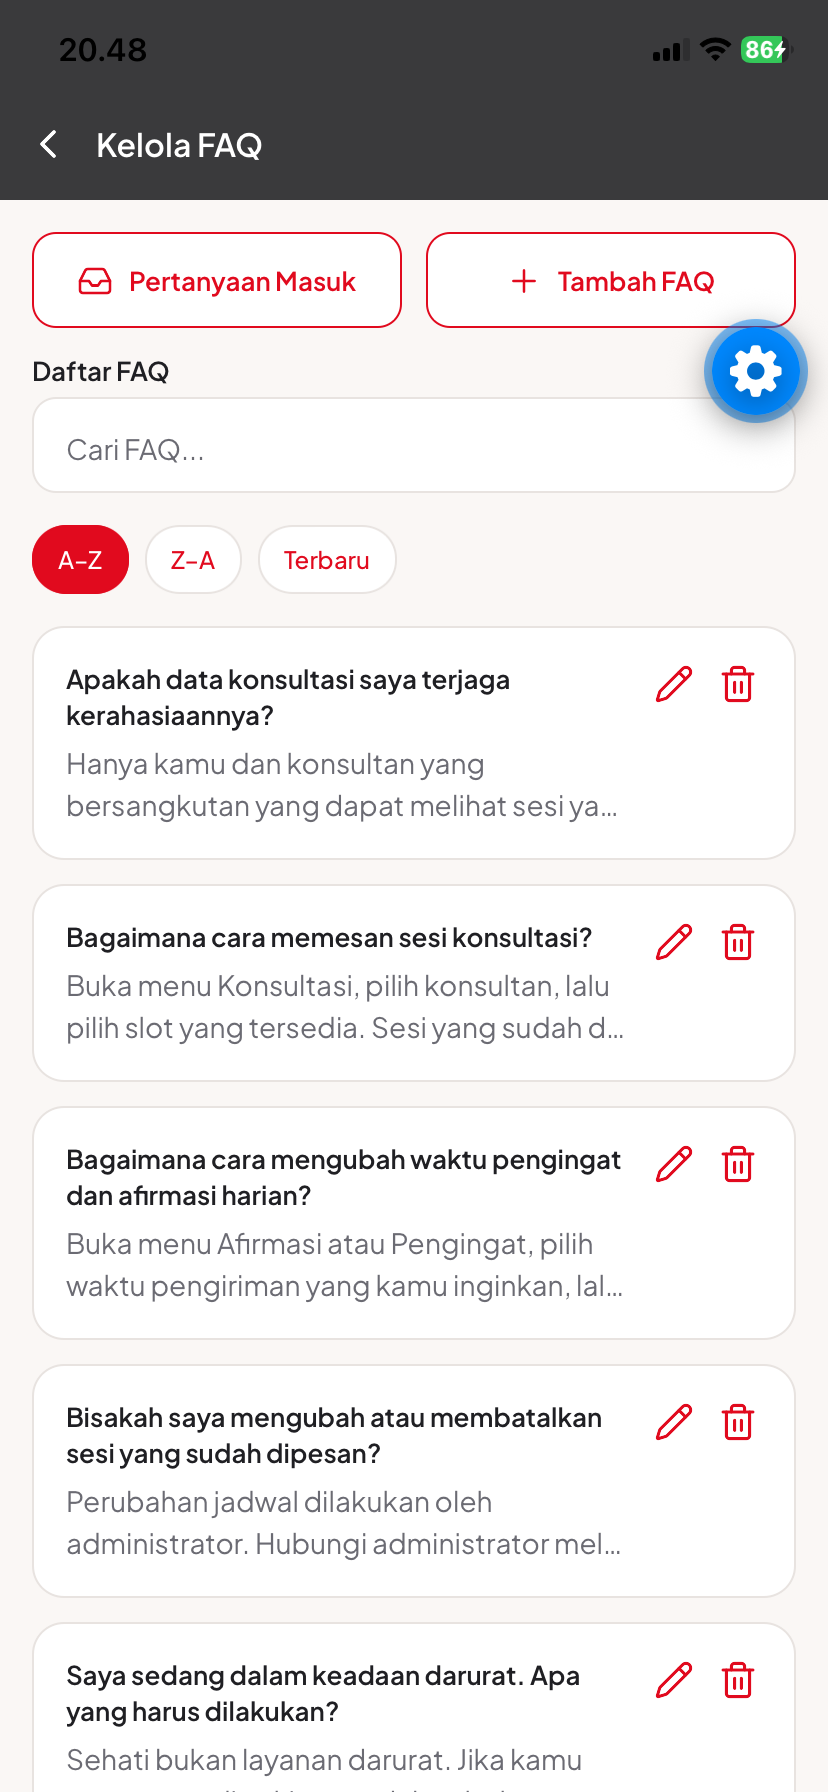 20.48
86
Kelola FAQ
Pertanyaan Masuk
Tambah FAQ
Daftar FAQ
Cari FAQ...
A–Z
Z–A
Terbaru
Apakah data konsultasi saya terjaga
kerahasiaannya?
Hanya kamu dan konsultan yang
bersangkutan yang dapat melihat sesi ya...
Bagaimana cara memesan sesi konsultasi?
Buka menu Konsultasi, pilih konsultan, lalu
pilih slot yang tersedia. Sesi yang sudah d...
Bagaimana cara mengubah waktu pengingat
dan afirmasi harian?
Buka menu Afirmasi atau Pengingat, pilih
waktu pengiriman yang kamu inginkan, lal...
Bisakah saya mengubah atau membatalkan
sesi yang sudah dipesan?
Perubahan jadwal dilakukan oleh
administrator. Hubungi administrator mel...
Saya sedang dalam keadaan darurat. Apa
yang harus dilakukan?
Sehati bukan layanan darurat. Jika kamu